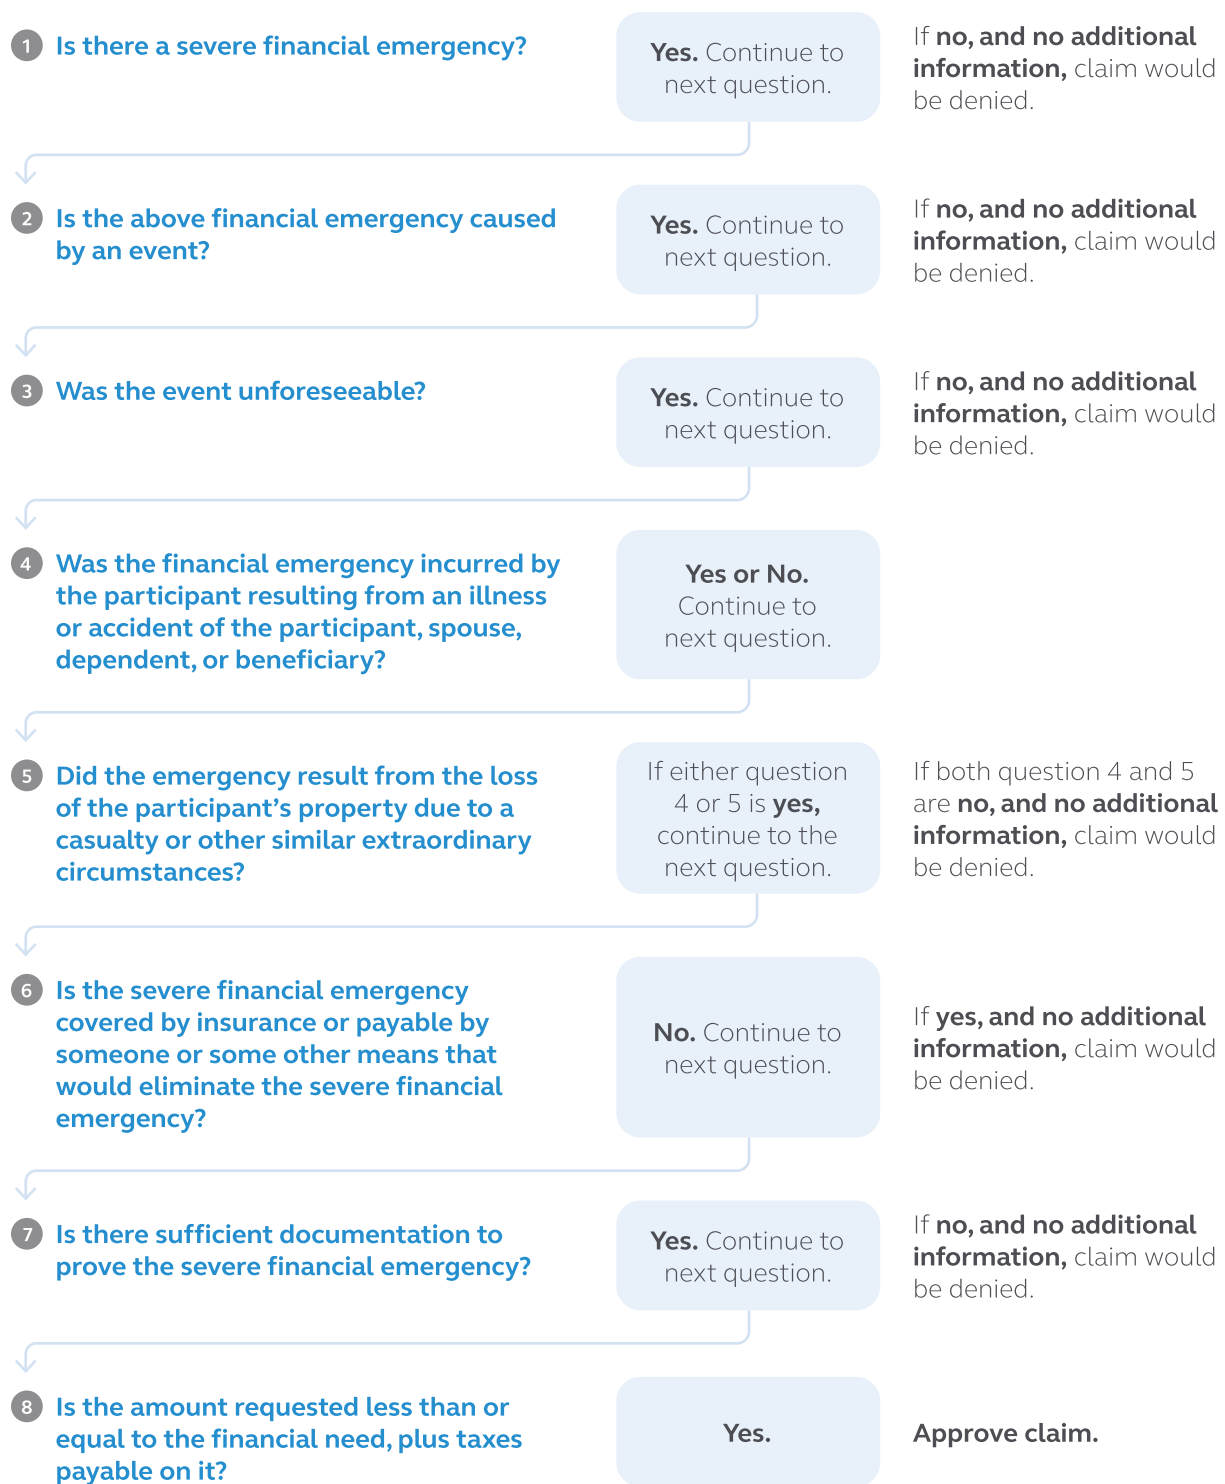 1 Is there a severe financial emergency?
Yes. Continue to
next question.
If no, and no additional
information, claim would
be denied.
2 Is the above financial emergency caused
by an event?
Yes. Continue to
next question.
If no, and no additional
information, claim would
be denied.
3 Was the event unforeseeable?
Yes. Continue to
next question.
If no, and no additional
information, claim would
be denied.
4 Was the financial emergency incurred by
the participant resulting from an illness
or accident of the participant, spouse,
dependent, or beneficiary?
Yes or No.
Continue to
next question.
5 Did the emergency result from the loss
of the participant’s property due to a
casualty or other similar extraordinary
circumstances?
If either question
4 or 5 is yes,
continue to the
next question.
If both question 4 and 5
are no, and no additional
information, claim would
be denied.
6 Is the severe financial emergency
covered by insurance or payable by
someone or some other means that
would eliminate the severe financial
emergency?
No. Continue to
next question.
If yes, and no additional
information, claim would
be denied.
7 Is there sufficient documentation to
prove the severe financial emergency?
Yes. Continue to
next question.
If no, and no additional
information, claim would
be denied.
8 Is the amount requested less than or
equal to the financial need, plus taxes
payable on it?
Yes.
Approve claim.